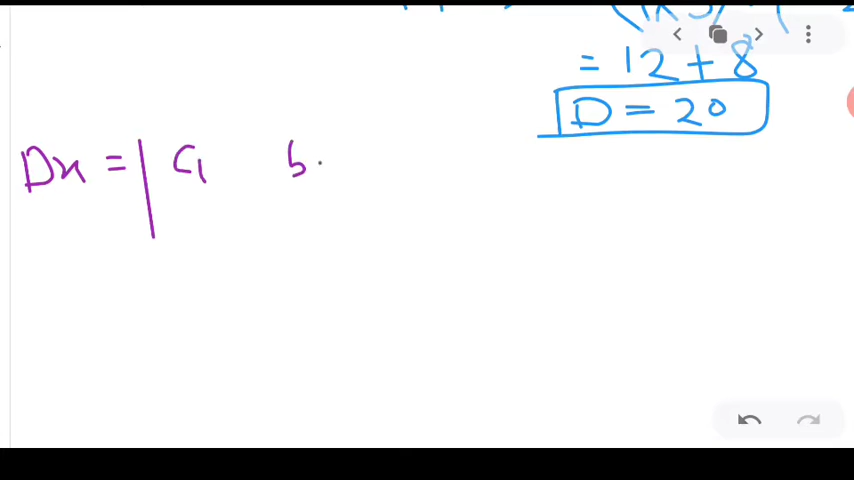 = 12 + 8
D = 20
Dx = | C1 b